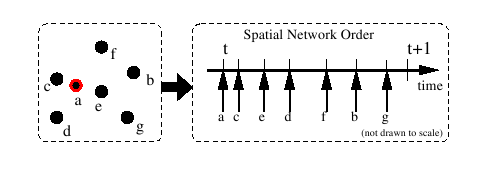 f
b
c
a
e
d
g
Spatial Network Order
t
t+1
time
a c e d f b g
(not drawn to scale)